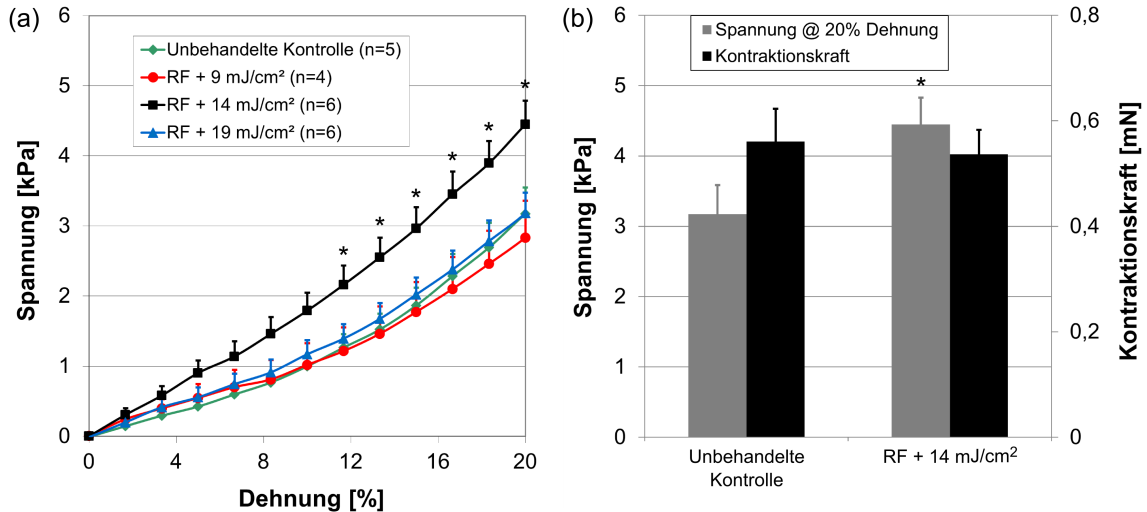 (a)
Spannung [kPa]
6
5
4
3
2
1
0
Unbehandelte Kontrolle (n=5)
RF + 9 mJ/cm² (n=4)
RF + 14 mJ/cm² (n=6)
RF + 19 mJ/cm² (n=6)
* * * * * *
0 4 8 12 16 20
Dehnung [%]
(b)
Spannung [kPa]
6
5
4
3
2
1
0
Spannung @ 20% Dehnung
Kontraktionskraft
*
0,8
0,6
0,4
0,2
0
Kontraktionskraft [mN]
Unbehandelte
Kontrolle
RF + 14 mJ/cm²